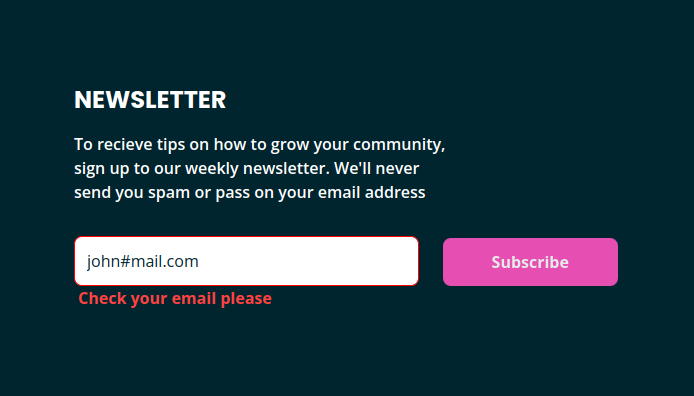 NEWSLETTER
To recieve tips on how to grow your community,
sign up to our weekly newsletter. We'll never
send you spam or pass on your email address
john#mail.com
Subscribe
Check your email please